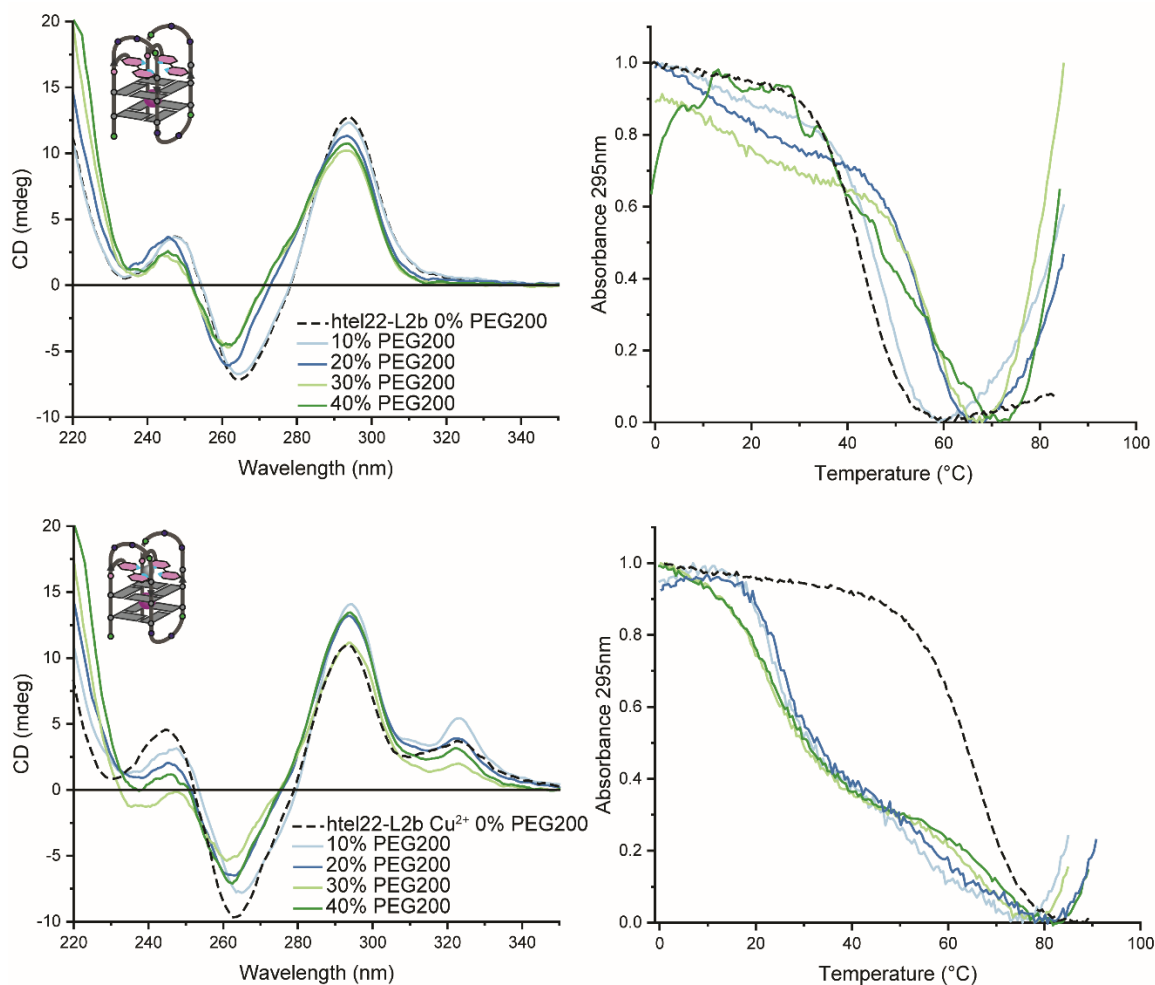 20
15
10
5
0
-5
-10
CD (mdeg)
htel22-L2b 0% PEG200
10% PEG200
20% PEG200
30% PEG200
40% PEG200
220 240 260 280 300 320 340
Wavelength (nm)
1.0
0.8
0.6
0.4
0.2
0.0
Absorbance 295nm
0 20 40 60 80 100
Temperature (°C)
20
15
10
5
0
-5
-10
CD (mdeg)
htel22-L2b Cu²⁺ 0% PEG200
10% PEG200
20% PEG200
30% PEG200
40% PEG200
220 240 260 280 300 320 340
Wavelength (nm)
1.0
0.8
0.6
0.4
0.2
0.0
Absorbance 295nm
0 20 40 60 80 100
Temperature (°C)